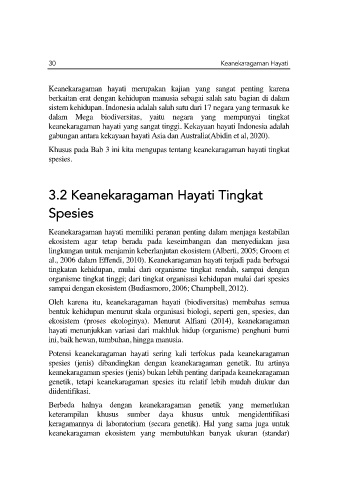 30 Keanekaragaman Hayati
Keanekaragaman hayati merupakan kajian yang sangat penting karena
berkaitan erat dengan kehidupan manusia sebagai salah satu bagian di dalam
sistem kehidupan. Indonesia adalah salah satu dari 17 negara yang termasuk ke
dalam Mega biodiversitas, yaitu negara yang mempunyai tingkat
keanekaragaman hayati yang sangat tinggi. Kekayaan hayati Indonesia adalah
gabungan antara kekayaan hayati Asia dan Australia(Abidin et al, 2020).
Khusus pada Bab 3 ini kita mengupas tentang keanekaragaman hayati tingkat
spesies.
3.2 Keanekaragaman Hayati Tingkat
Spesies
Keanekaragaman hayati memiliki peranan penting dalam menjaga kestabilan
ekosistem agar tetap berada pada keseimbangan dan menyediakan jasa
lingkungan untuk menjamin keberlanjutan ekosistem (Alberti, 2005; Groom et
al., 2006 dalam Effendi, 2010). Keanekaragaman hayati terjadi pada berbagai
tingkatan kehidupan, mulai dari organisme tingkat rendah, sampai dengan
organisme tingkat tinggi; dari tingkat organisasi kehidupan mulai dari spesies
sampai dengan ekosistem (Budiasmoro, 2006; Champbell, 2012).
Oleh karena itu, keanekaragaman hayati (biodiversitas) membahas semua
bentuk kehidupan menurut skala organisasi biologi, seperti gen, spesies, dan
ekosistem (proses ekologinya). Menurut Alfiani (2014), keanekaragaman
hayati menunjukkan variasi dari makhluk hidup (organisme) penghuni bumi
ini, baik hewan, tumbuhan, hingga manusia.
Potensi keanekaragaman hayati sering kali terfokus pada keanekaragaman
spesies (jenis) dibandingkan dengan keanekaragaman genetik. Itu artinya
keanekaragaman spesies (jenis) bukan lebih penting daripada keanekaragaman
genetik, tetapi keanekaragaman spesies itu relatif lebih mudah diukur dan
diidentifikasi.
Berbeda halnya dengan keanekaragaman genetik yang memerlukan
keterampilan khusus sumber daya khusus untuk mengidentifikasi
keragamannya di laboratorium (secara genetik). Hal yang sama juga untuk
keanekaragaman ekosistem yang membutuhkan banyak ukuran (standar)